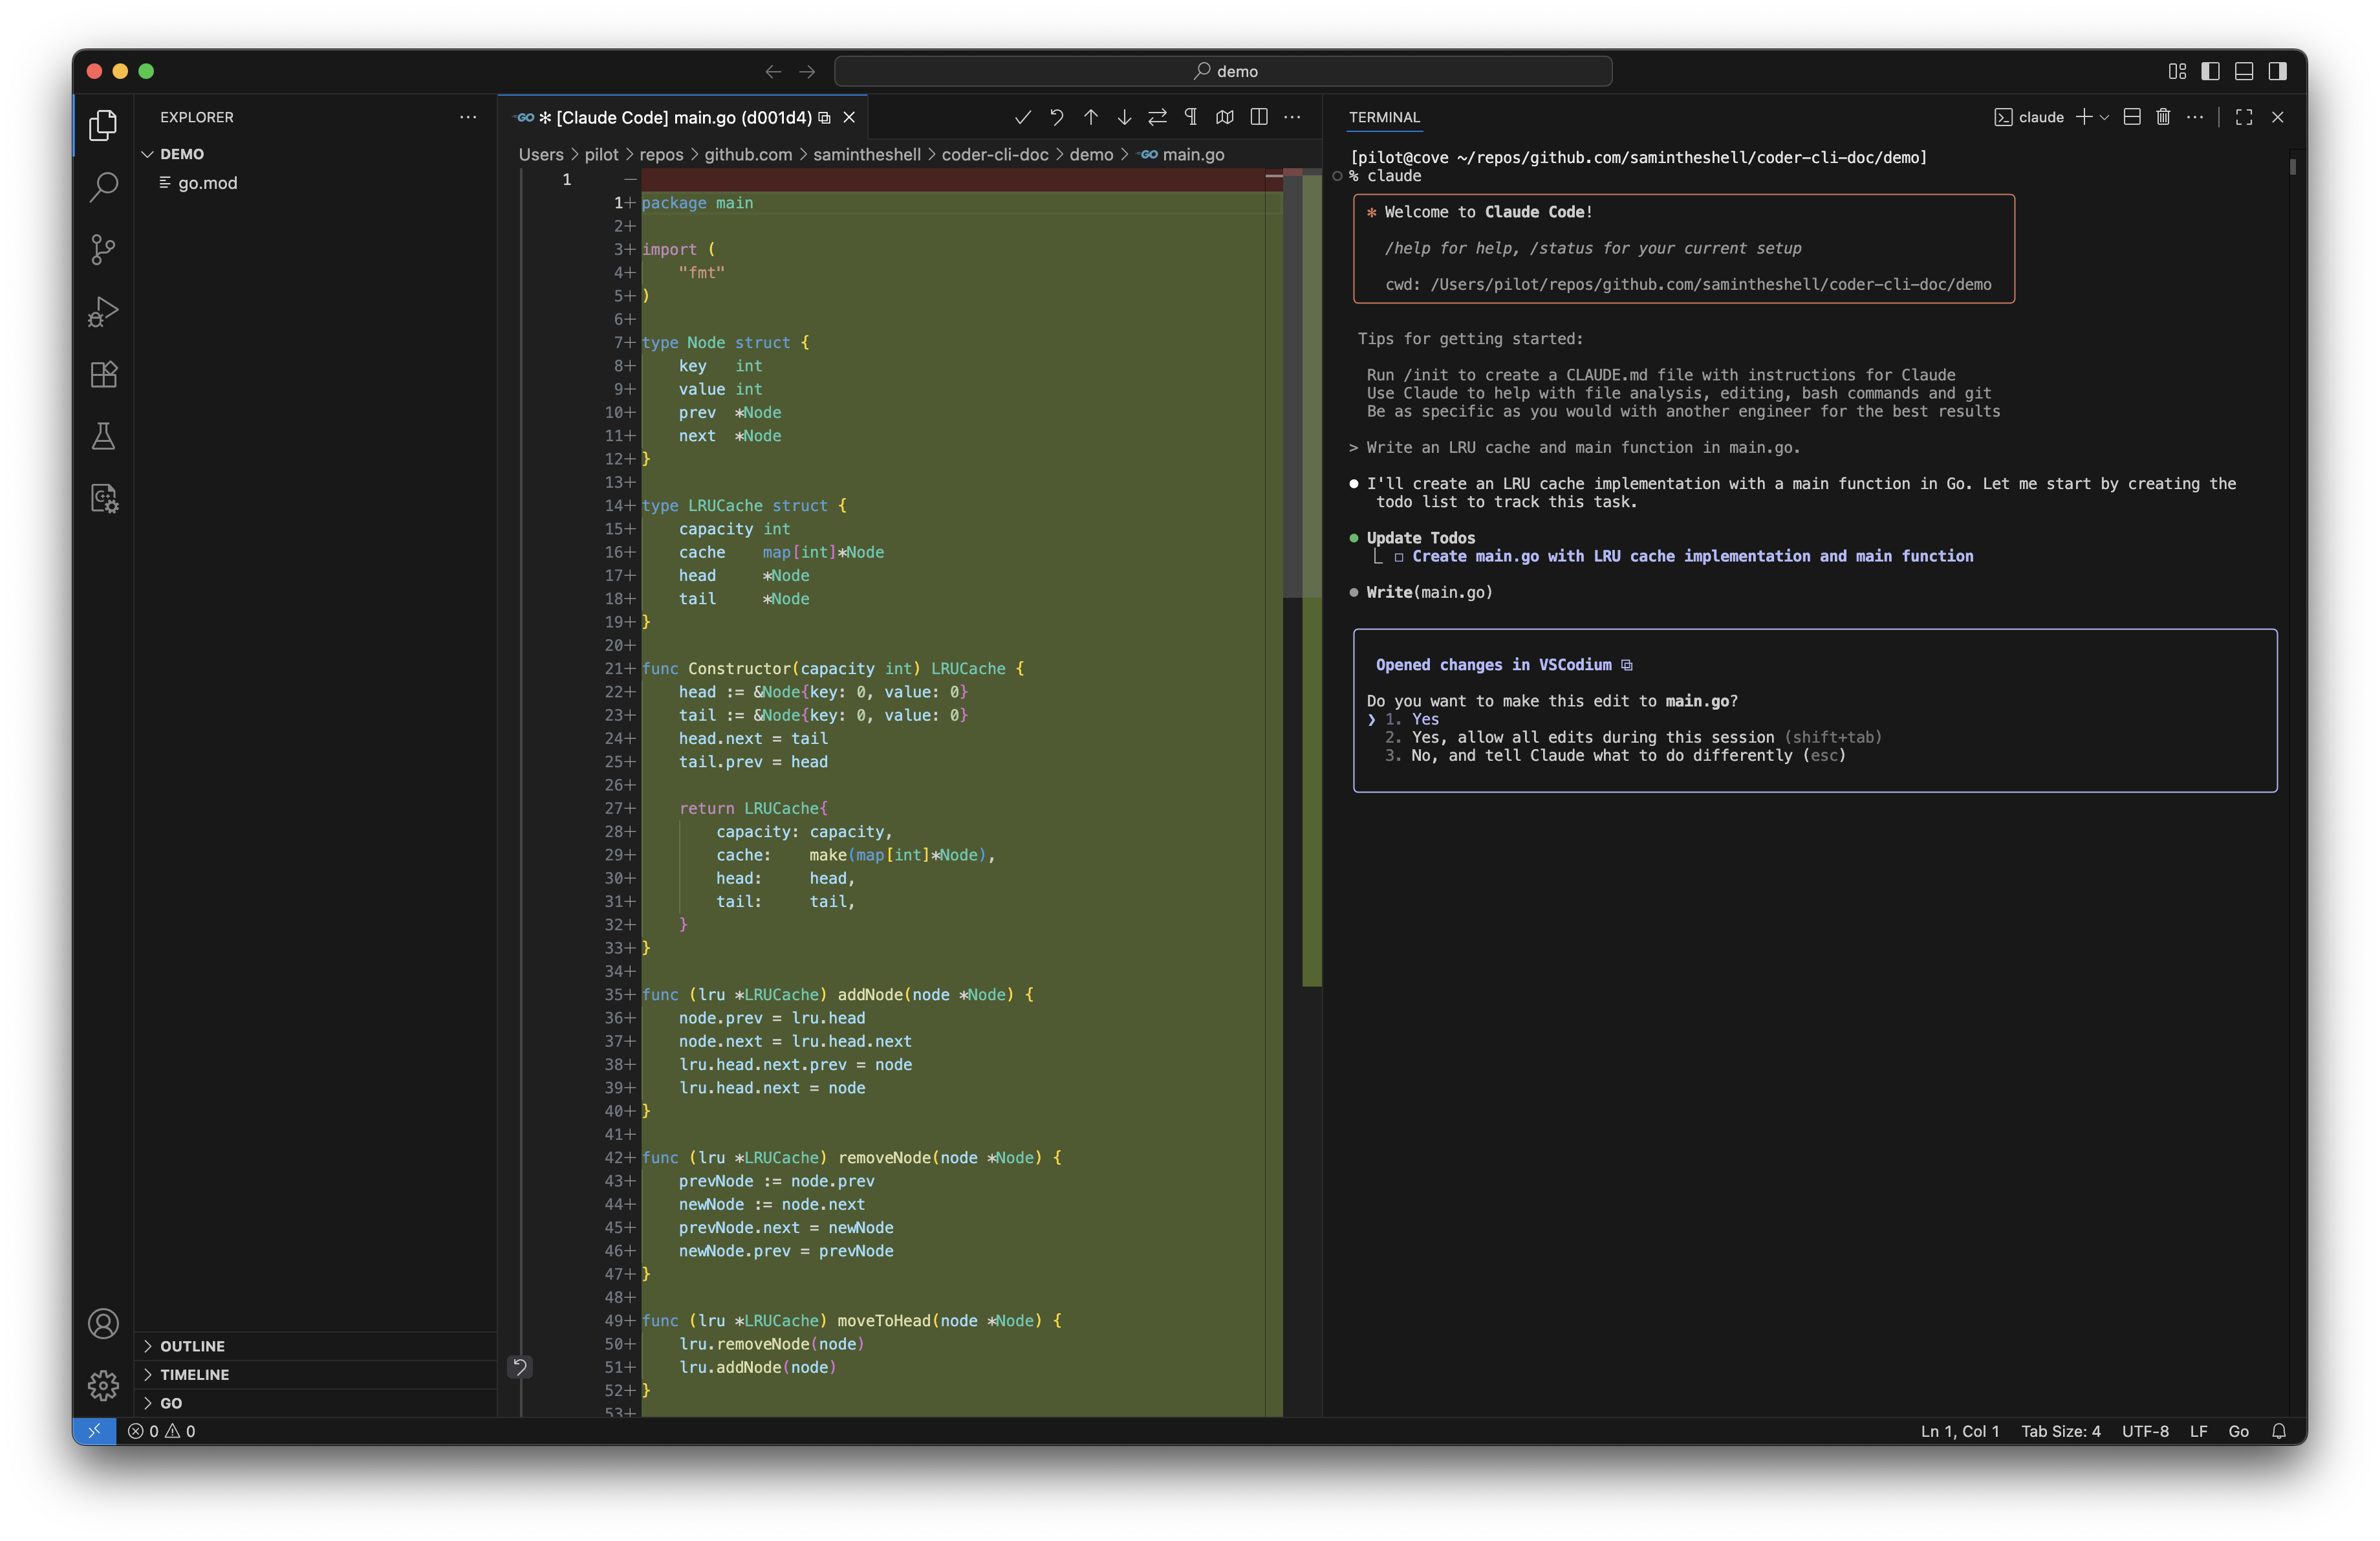 demo
EXPLORER
DEMO
go.mod
OUTLINE
TIMELINE
GO
[Claude Code] main.go (d001d4)
Users > pilot > repos > github.com > samintheshell > coder-cli-doc > demo > GO main.go
1 —
1+ package main
2+
3+ import (
4+ "fmt"
5+ )
6+
7+ type Node struct {
8+ key   int
9+ value int
10+ prev  *Node
11+ next  *Node
12+ }
13+
14+ type LRUCache struct {
15+ capacity int
16+ cache    map[int]*Node
17+ head     *Node
18+ tail     *Node
19+ }
20+
21+ func Constructor(capacity int) LRUCache {
22+ head := &Node{key: 0, value: 0}
23+ tail := &Node{key: 0, value: 0}
24+ head.next = tail
25+ tail.prev = head
26+
27+ return LRUCache{
28+ capacity: capacity,
29+ cache:    make(map[int]*Node),
30+ head:     head,
31+ tail:     tail,
32+ }
33+ }
34+
35+ func (lru *LRUCache) addNode(node *Node) {
36+ node.prev = lru.head
37+ node.next = lru.head.next
38+ lru.head.next.prev = node
39+ lru.head.next = node
40+ }
41+
42+ func (lru *LRUCache) removeNode(node *Node) {
43+ prevNode := node.prev
44+ newNode := node.next
45+ prevNode.next = newNode
46+ newNode.prev = prevNode
47+ }
48+
49+ func (lru *LRUCache) moveToHead(node *Node) {
50+ lru.removeNode(node)
51+ lru.addNode(node)
52+ }
53+
TERMINAL
claude
[pilot@cove ~/repos/github.com/samintheshell/coder-cli-doc/demo]
% claude
✻ Welcome to Claude Code!
/help for help, /status for your current setup
cwd: /Users/pilot/repos/github.com/samintheshell/coder-cli-doc/demo
Tips for getting started:
Run /init to create a CLAUDE.md file with instructions for Claude
Use Claude to help with file analysis, editing, bash commands and git
Be as specific as you would with another engineer for the best results
> Write an LRU cache and main function in main.go.
● I'll create an LRU cache implementation with a main function in Go. Let me start by creating the
todo list to track this task.
● Update Todos
⎿ ☐ Create main.go with LRU cache implementation and main function
● Write(main.go)
Opened changes in VSCodium ⧉
Do you want to make this edit to main.go?
❯ 1. Yes
2. Yes, allow all edits during this session (shift+tab)
3. No, and tell Claude what to do differently (esc)
0 0
Ln 1, Col 1 Tab Size: 4 UTF-8 LF Go